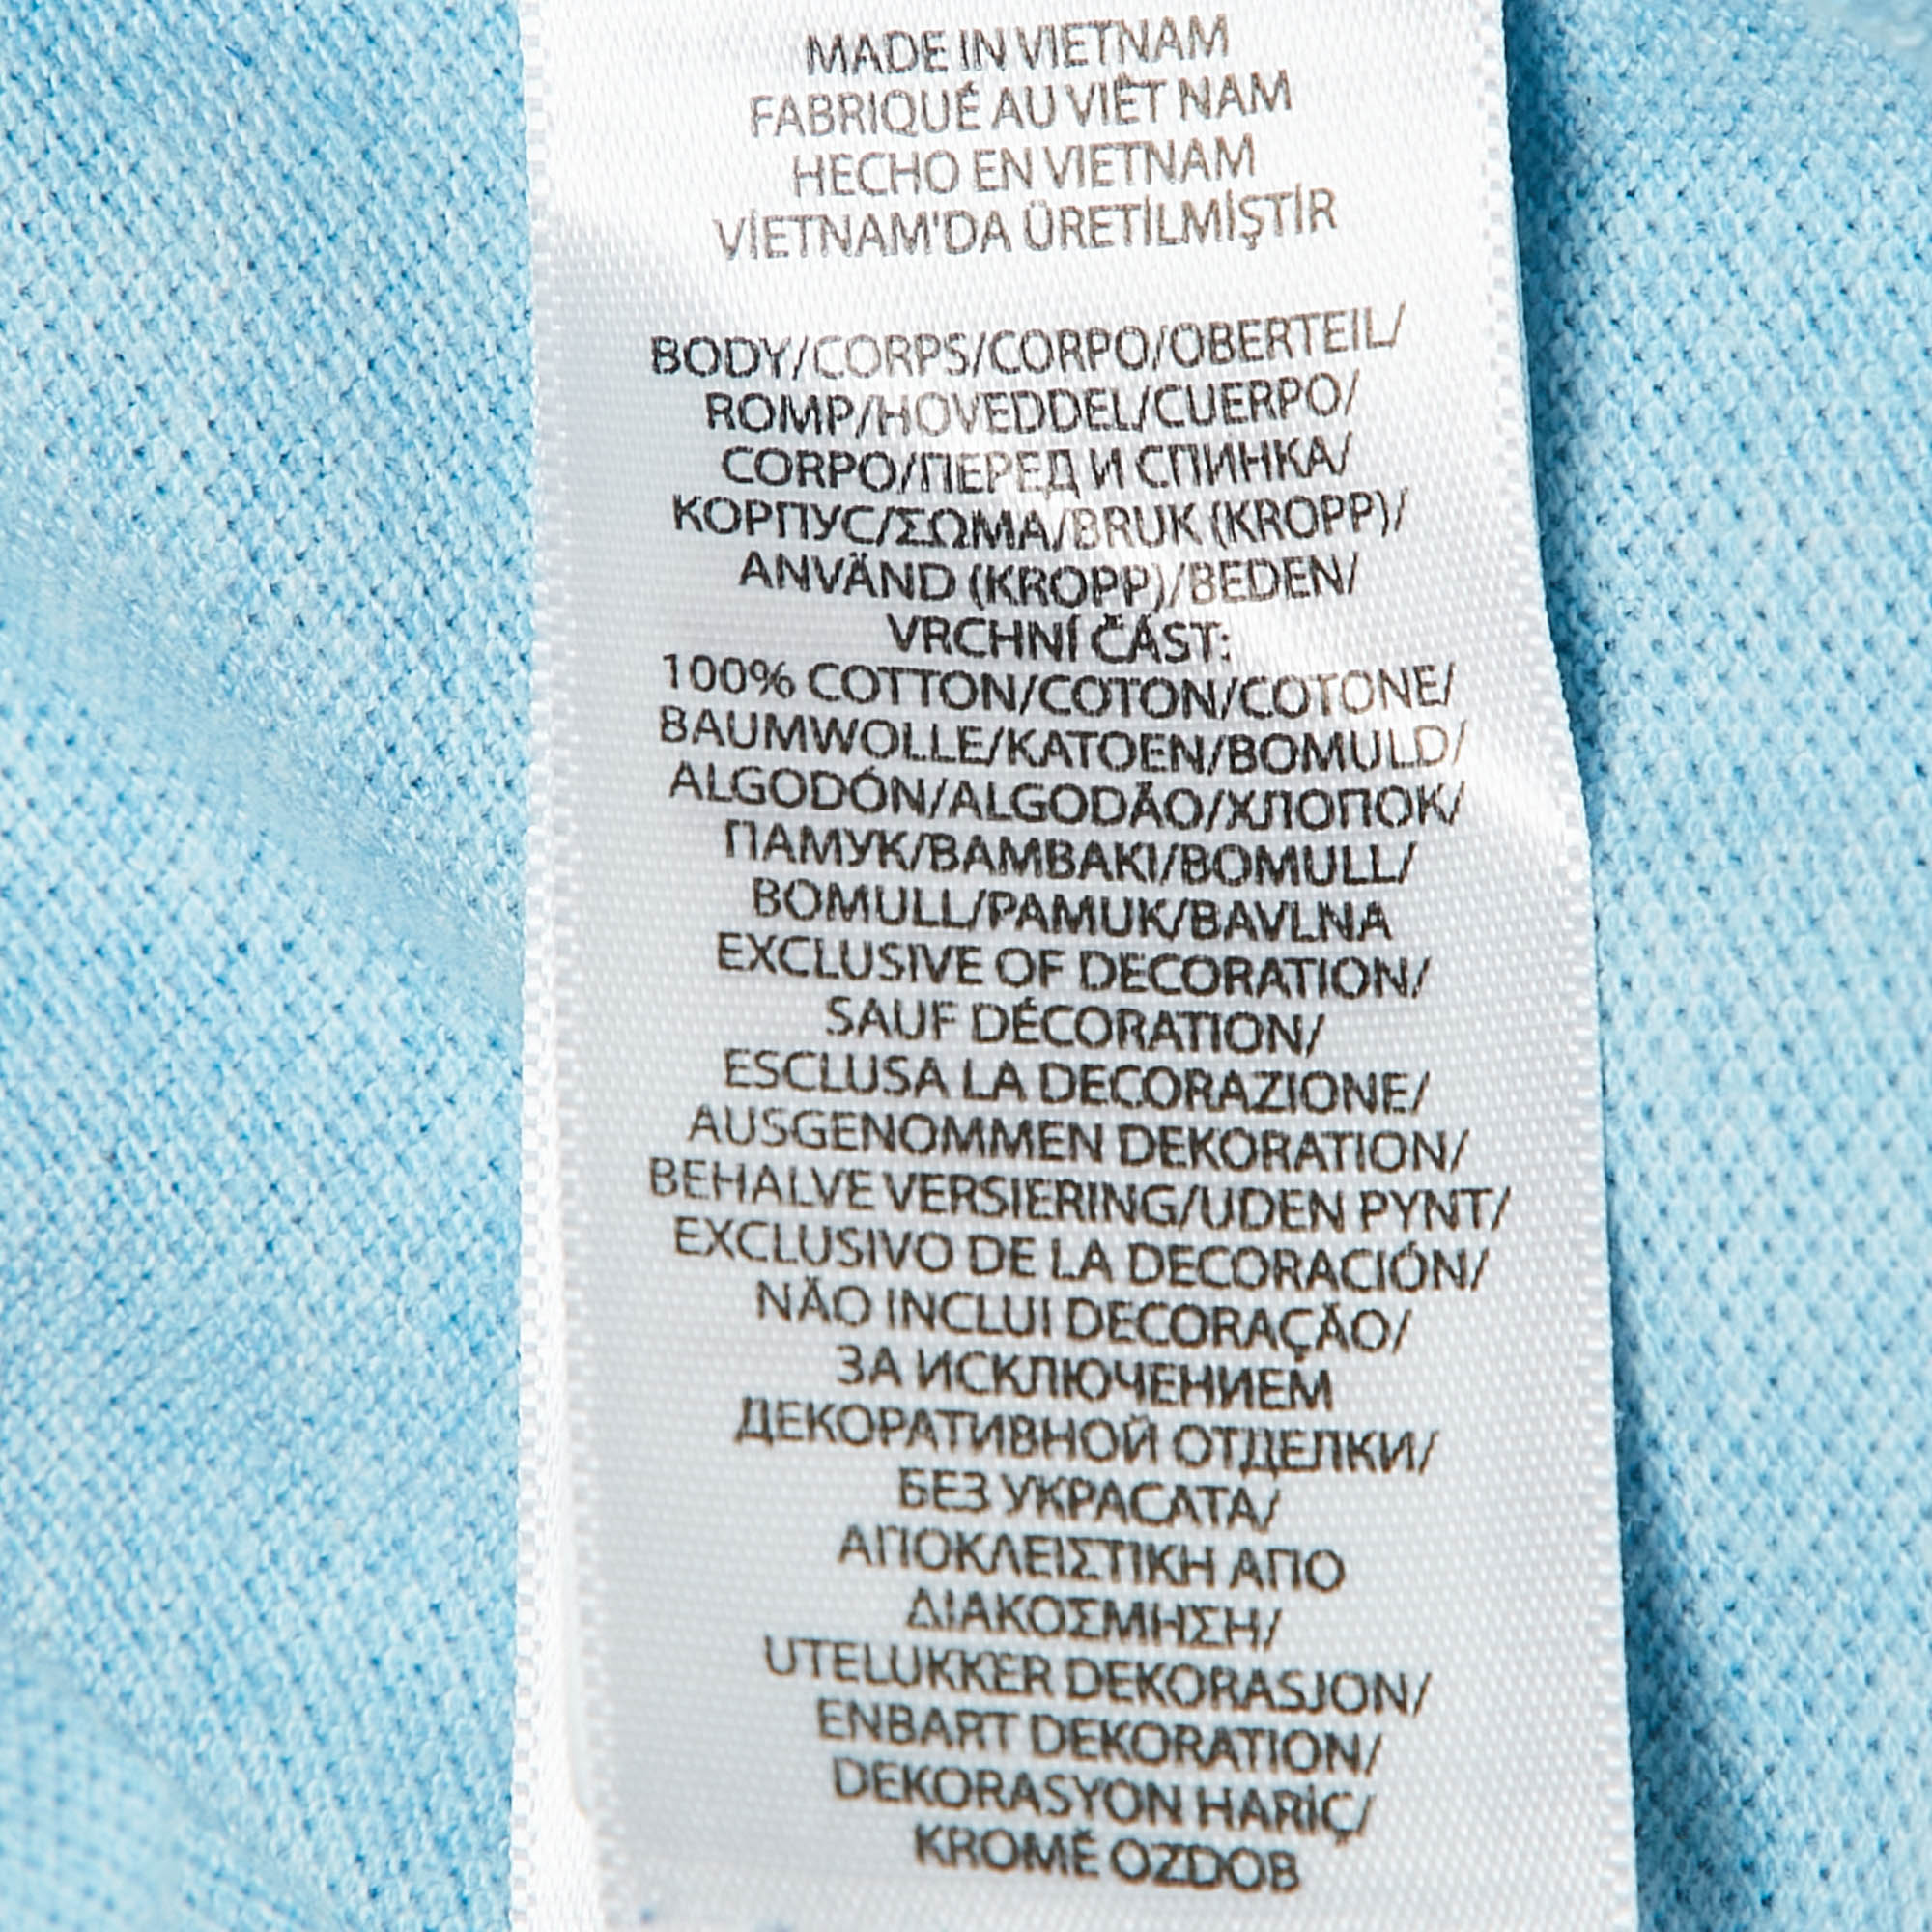 MADE IN VIETNAM
FABRIQUÉ AU VIÊT NAM
HECHO EN VIETNAM
VİETNAM'DA ÜRETİLMİŞTİR
BODY/CORPS/CORPO/OBERTEIL/
ROMP/HOVEDDEL/CUERPO/
CORPO/ПЕРЕД И СПИНКА/
КОРПУС/ΣΩΜΑ/BRUK (KROPP)/
ANVÄND (KROPP)/BEDEN/
VRCHNÍ ČÁST:
100% COTTON/COTON/COTONE/
BAUMWOLLE/KATOEN/BOMULD/
ALGODÓN/ALGODÃO/ХЛОПОК/
ПАМУК/ΒΑΜΒΑΚΙ/BOMULL/
BOMULL/PAMUK/BAVLNA
EXCLUSIVE OF DECORATION/
SAUF DÉCORATION/
ESCLUSA LA DECORAZIONE/
AUSGENOMMEN DEKORATION/
BEHALVE VERSIERING/UDEN PYNT/
EXCLUSIVO DE LA DECORACIÓN/
NÃO INCLUI DECORAÇÃO/
ЗА ИСКЛЮЧЕНИЕМ
ДЕКОРАТИВНОЙ ОТДЕЛКИ/
БЕЗ УКРАСАТА/
ΑΠΟΚΛΕΙΣΤΙΚΗ ΑΠΟ
ΔΙΑΚΟΣΜΗΣΗ/
UTELUKKER DEKORASJON/
ENBART DEKORATION/
DEKORASYON HARİÇ/
KROMĚ OZDOB